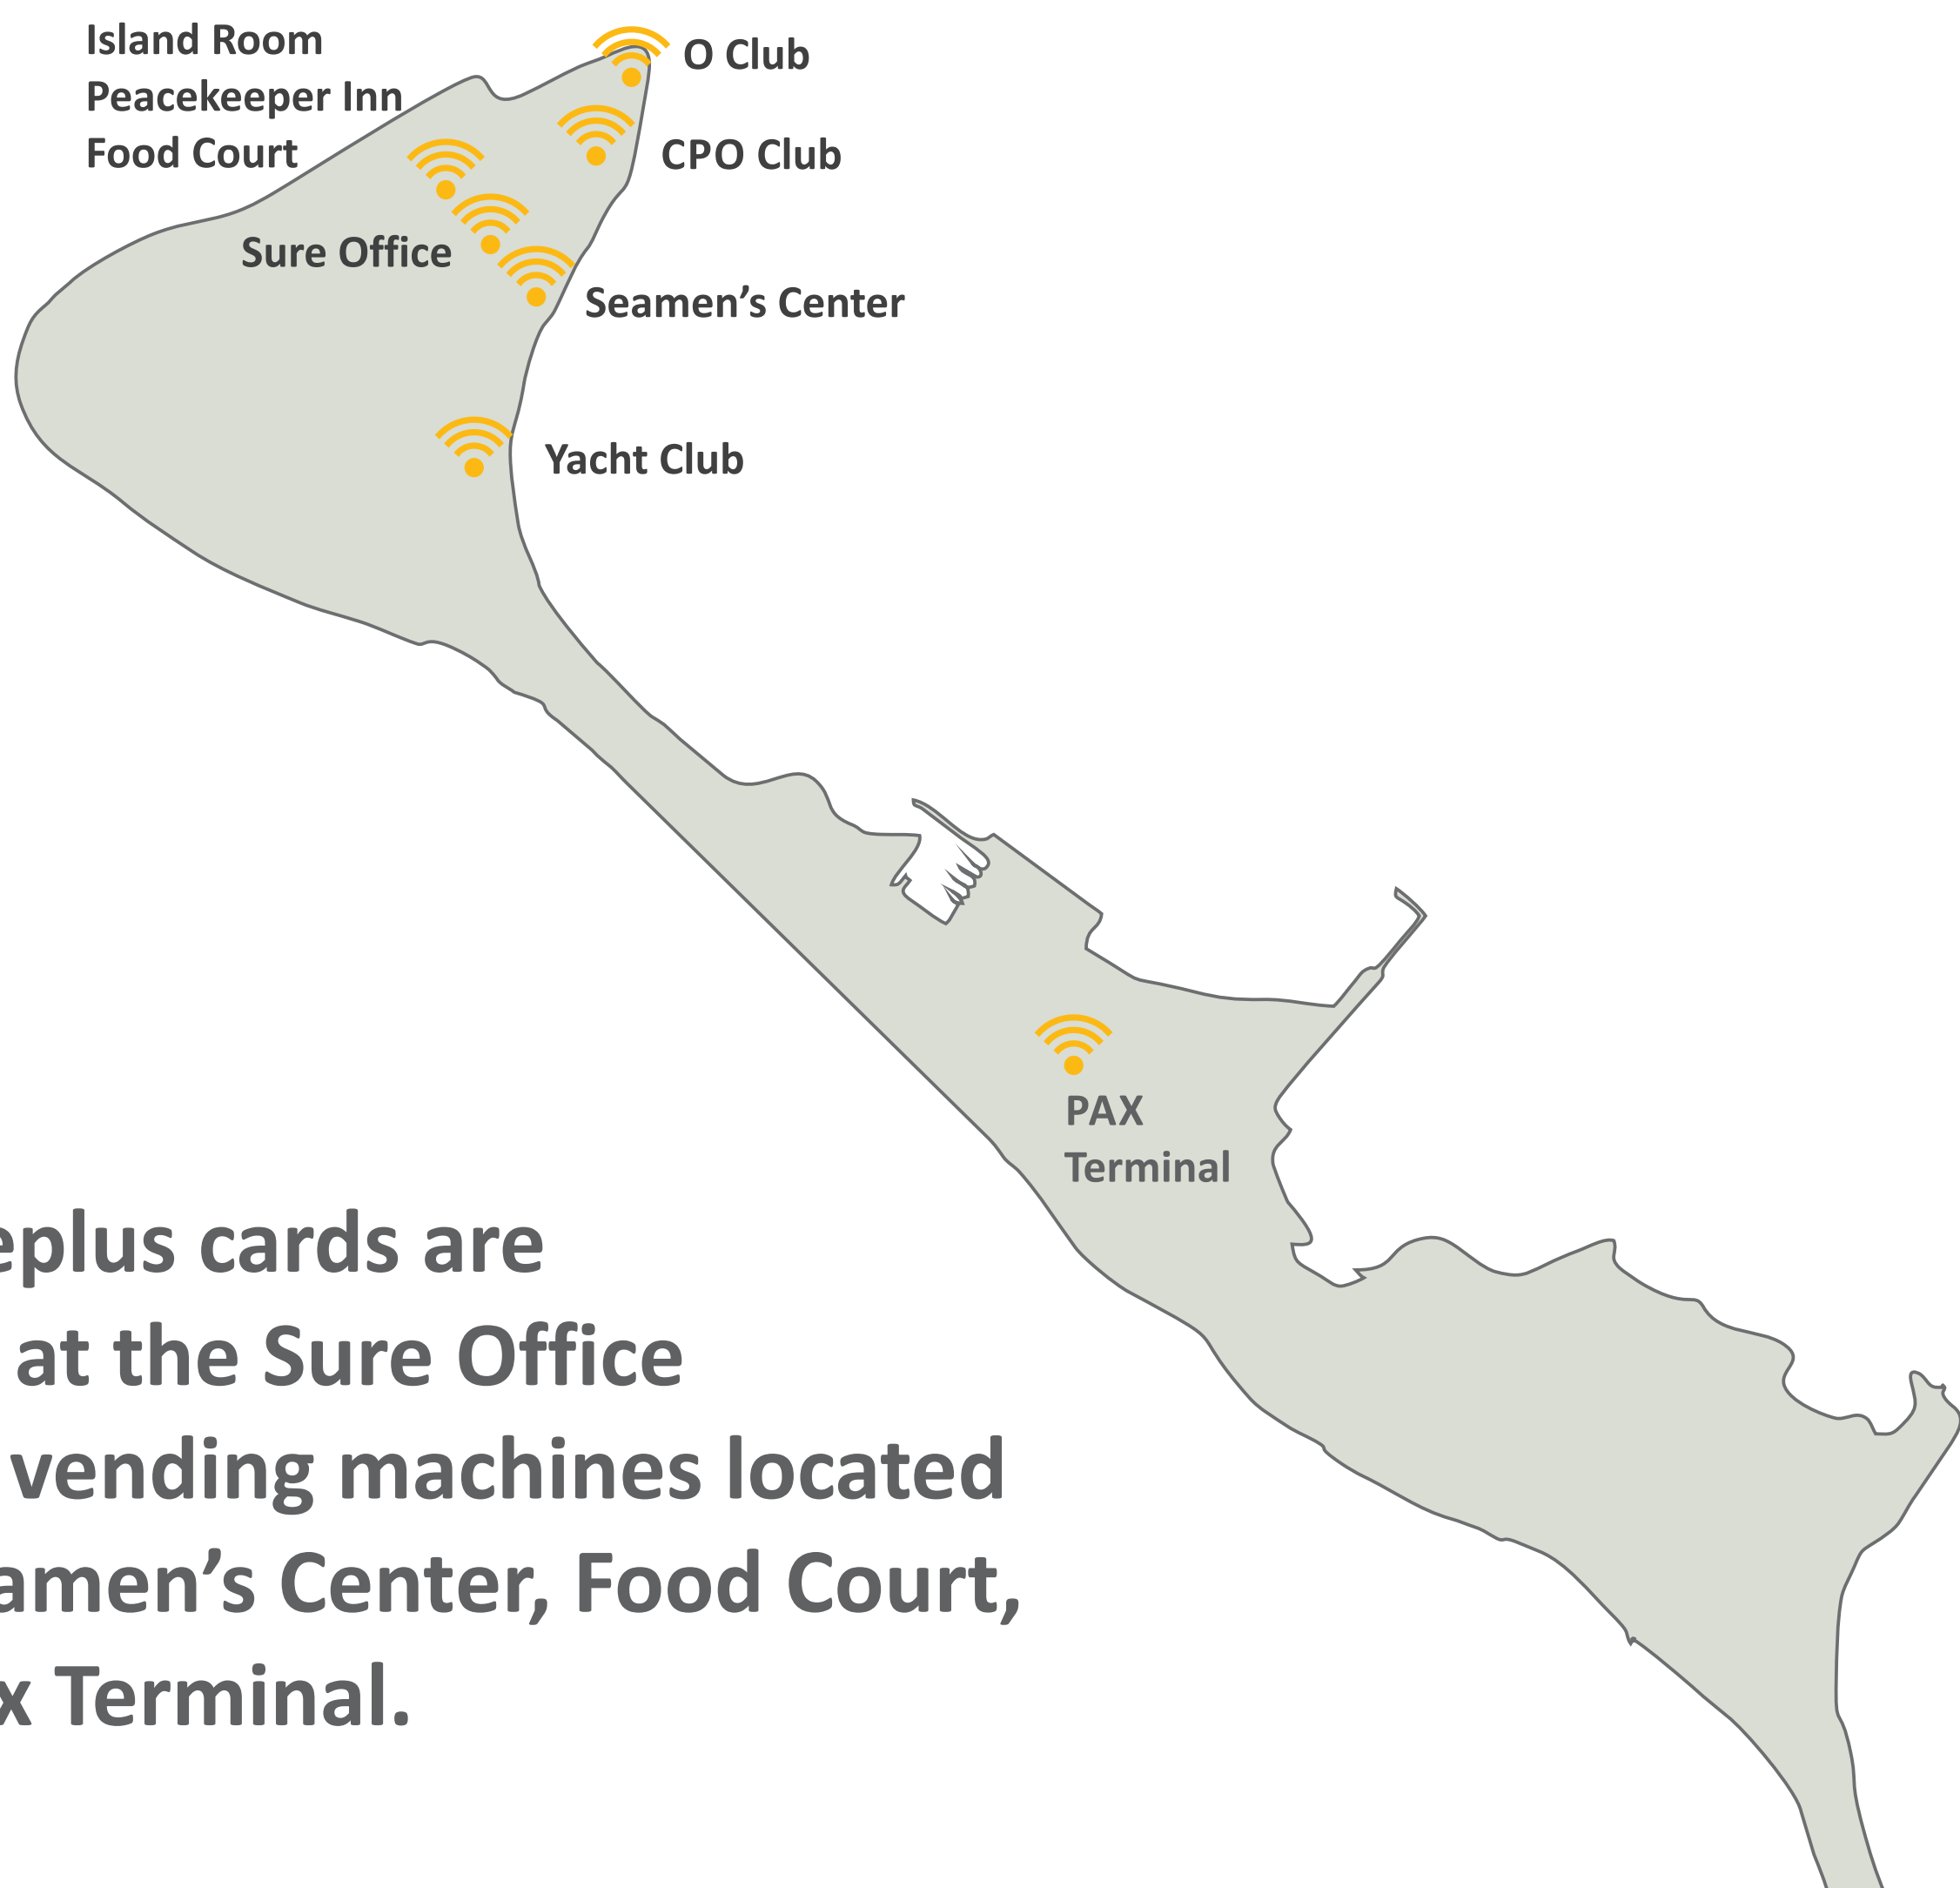 Island Room
Peacekeeper Inn
Food Court
O Club
CPO Club
Sure Office
Seamen’s Center
Yacht Club
PAX
Terminal
eplus cards are
at the Sure Office
vending machines located
amen’s Center, Food Court,
x Terminal.